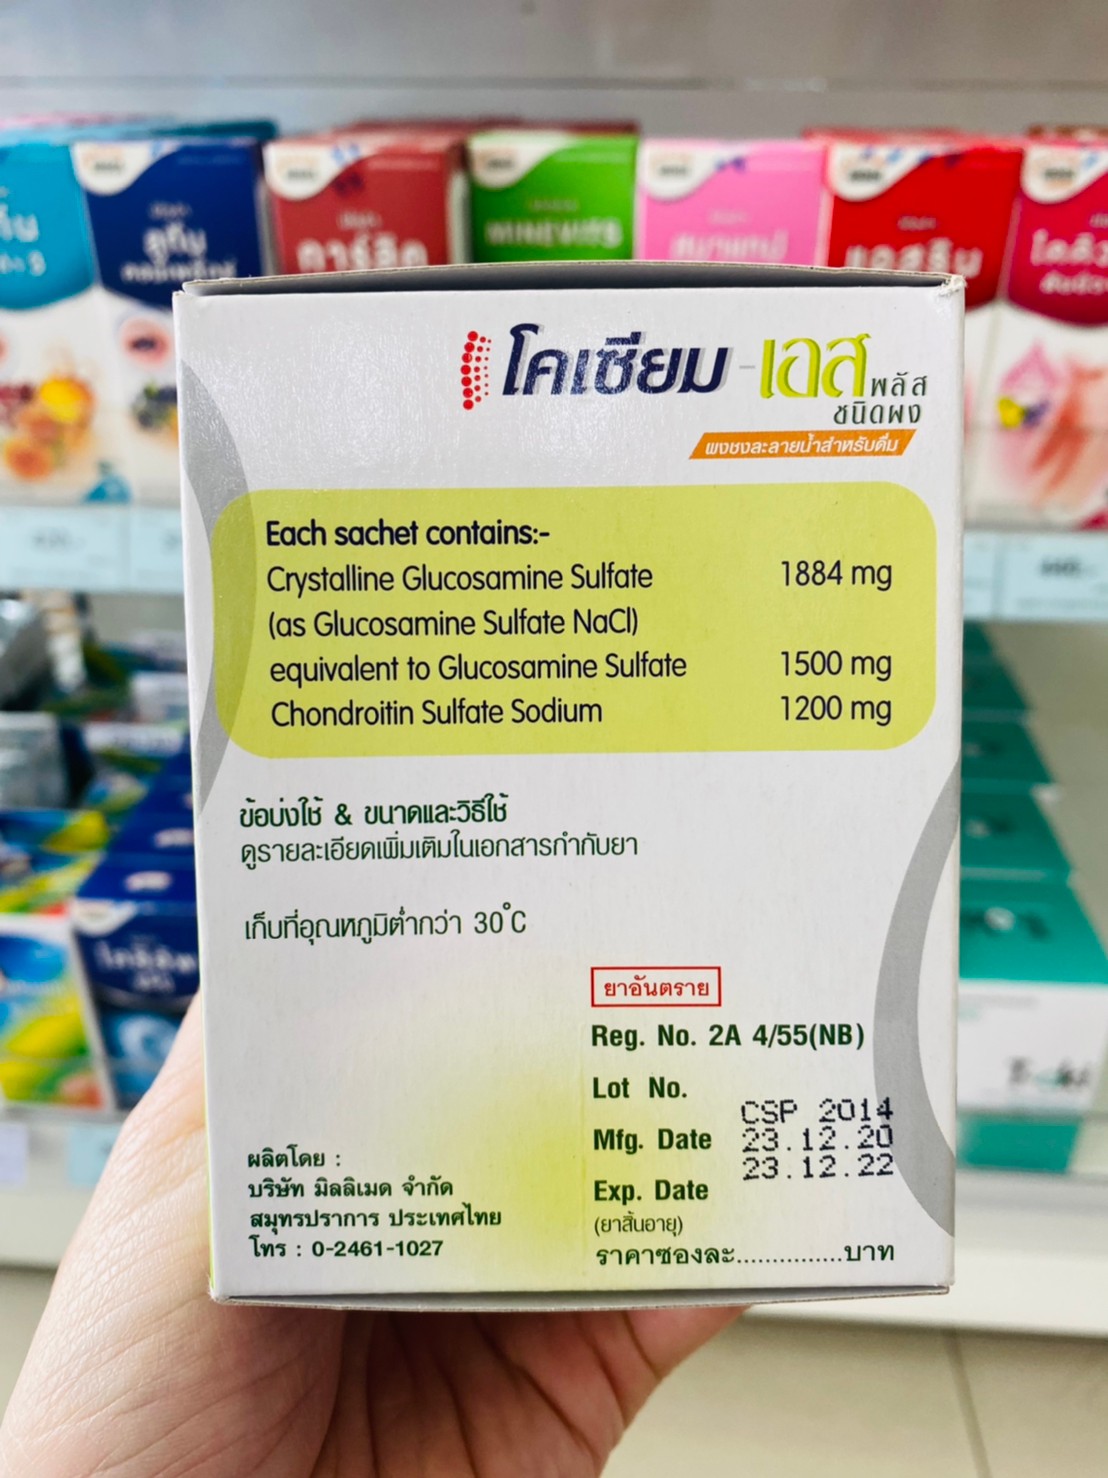 โคเซียม-เอส พลัส
ชนิดผง
ผงชงละลายน้ำสำหรับดื่ม
Each sachet contains:-
Crystalline Glucosamine Sulfate 1884 mg
(as Glucosamine Sulfate NaCl)
equivalent to Glucosamine Sulfate 1500 mg
Chondroitin Sulfate Sodium 1200 mg
ข้อบ่งใช้ & ขนาดและวิธีใช้
ดูรายละเอียดเพิ่มเติมในเอกสารกำกับยา
เก็บที่อุณหภูมิต่ำกว่า 30°C
ยาอันตราย
Reg. No. 2A 4/55(NB)
Lot No. CSP 2014
Mfg. Date 23.12.20
Exp. Date 23.12.22
(ยาสิ้นอายุ)
ราคาซองละ...............บาท
ผลิตโดย :
บริษัท มิลลิเมด จำกัด
สมุทรปราการ ประเทศไทย
โทร : 0-2461-1027
MINEVITS